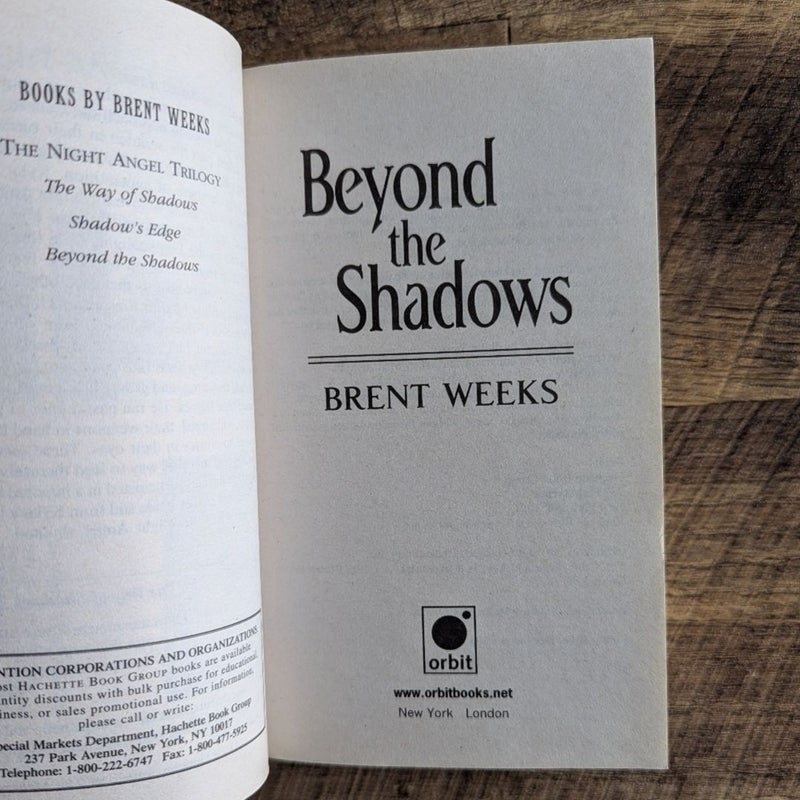 BOOKS BY BRENT WEEKS
THE NIGHT ANGEL TRILOGY
The Way of Shadows
Shadow's Edge
Beyond the Shadows
CORPORATIONS AND ORGANIZATIONS
HACHETTE BOOK GROUP books are available
discounts with bulk purchase for educational,
or sales promotional use. For information,
please call or write:
Special Markets Department, Hachette Book Group
237 Park Avenue, New York, NY 10017
Telephone: 1-800-222-6747 Fax: 1-800-477-5925
Beyond
the
Shadows
BRENT WEEKS
orbit
www.orbitbooks.net
New York London